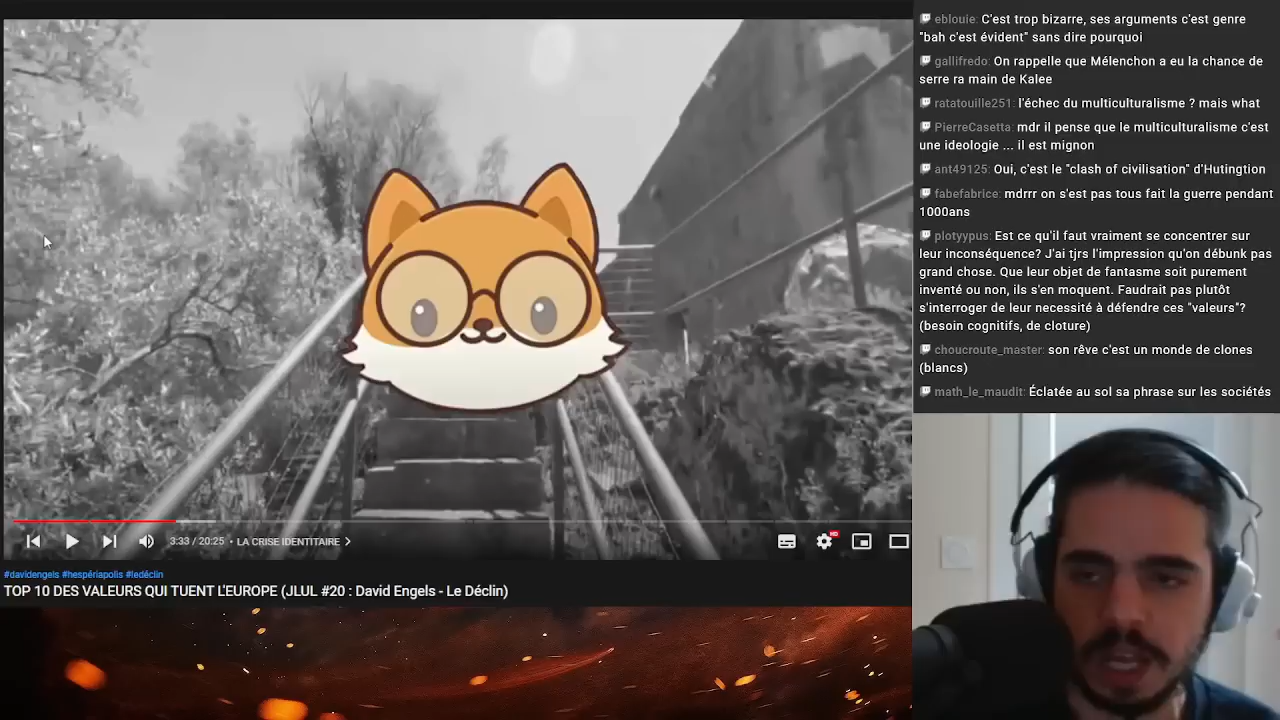 eblouie: C'est trop bizarre, ses arguments c'est genre
"bah c'est évident" sans dire pourquoi
gallifredo: On rappelle que Mélenchon a eu la chance de
serre ra main de Kalee
ratatouille251: l'échec du multiculturalisme ? mais what
PierreCasetta: mdr il pense que le multiculturalisme c'est
une ideologie ... il est mignon
ant49125: Oui, c'est le "clash of civilisation" d'Hutingtion
fabefabrice: mdrrr on s'est pas tous fait la guerre pendant
1000ans
plotyypus: Est ce qu'il faut vraiment se concentrer sur
leur inconséquence? J'ai tjrs l'impression qu'on débunk pas
grand chose. Que leur objet de fantasme soit purement
inventé ou non, ils s'en moquent. Faudrait pas plutôt
s'interroger de leur necessité à défendre ces "valeurs"?
(besoin cognitifs, de cloture)
choucroute_master: son rêve c'est un monde de clones
(blancs)
math_le_maudit: Éclatée au sol sa phrase sur les sociétés
3:33 / 20:25 • LA CRISE IDENTITAIRE
HD
#davidengels #hespériapolis #ledéclin
TOP 10 DES VALEURS QUI TUENT L'EUROPE (JLUL #20 : David Engels - Le Déclin)